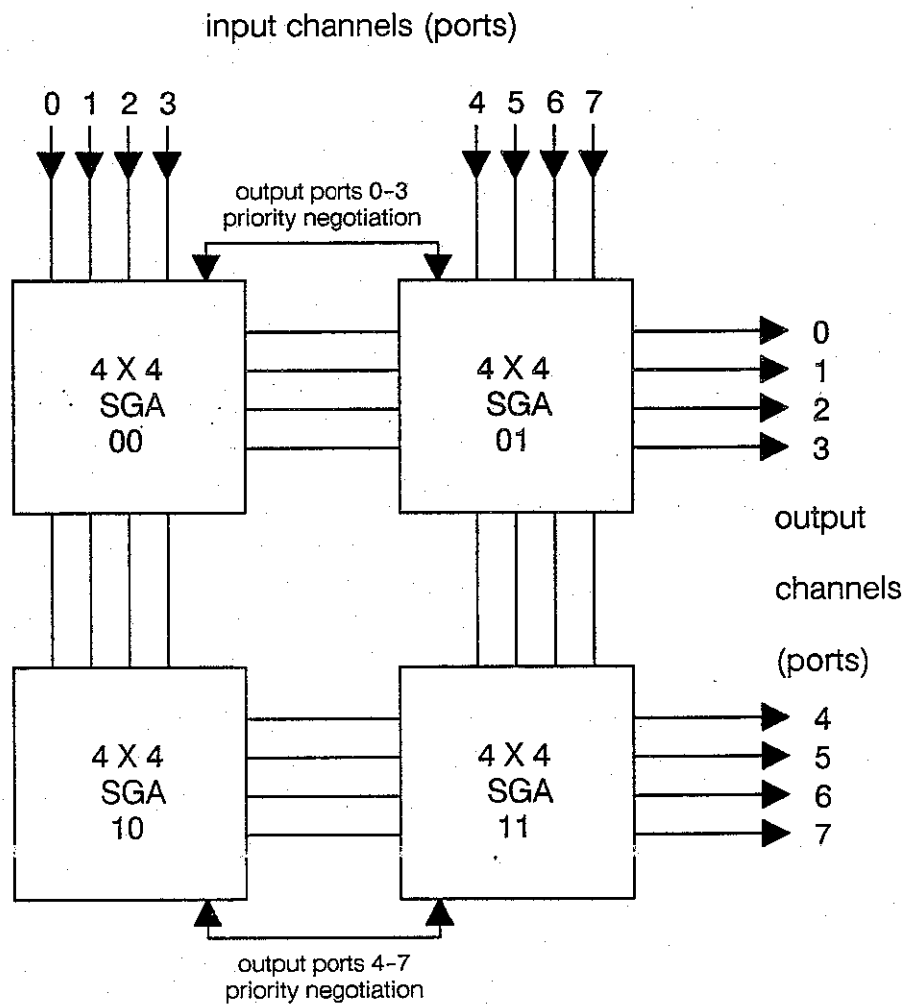 input channels (ports)
0 1 2 3
4 5 6 7
output ports 0-3
priority negotiation
4 X 4
SGA
00
4 X 4
SGA
01
0
1
2
3
output
channels
(ports)
4 X 4
SGA
10
4 X 4
SGA
11
4
5
6
7
output ports 4-7
priority negotiation